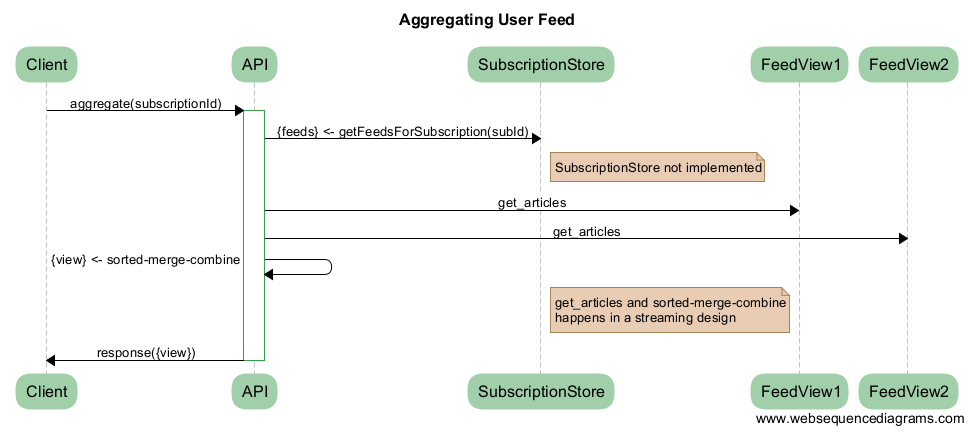 Aggregating User Feed
Client
API
SubscriptionStore
FeedView1
FeedView2
aggregate(subscriptionId)
{feeds} <- getFeedsForSubscription(subId)
SubscriptionStore not implemented
get_articles
get_articles
{view} <- sorted-merge-combine
get_articles and sorted-merge-combine
happens in a streaming design
response({view})
Client
API
SubscriptionStore
FeedView1
FeedView2
www.websequencediagrams.com